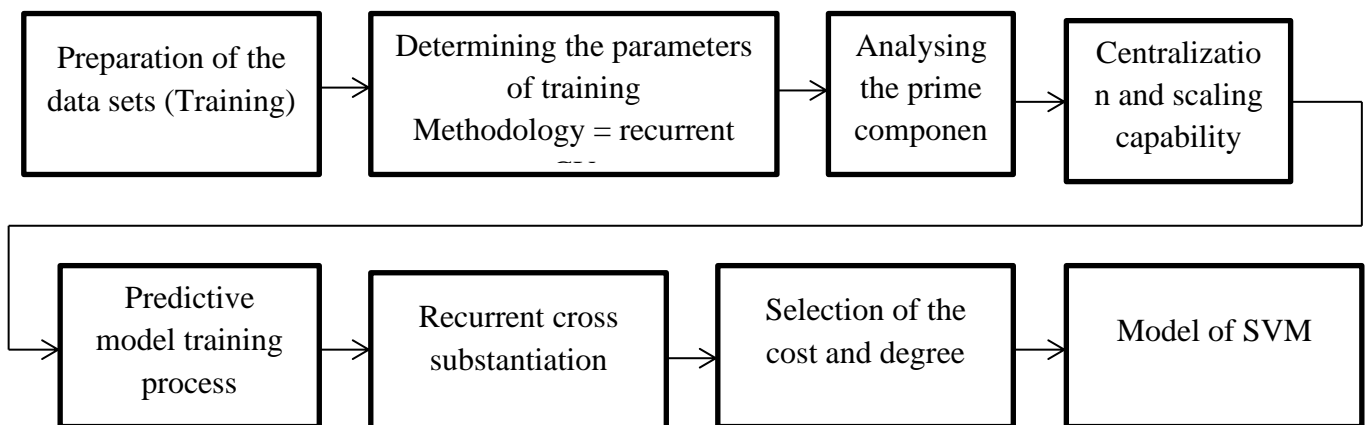 Preparation of the
data sets (Training)
Determining the parameters
of training
Methodology = recurrent
Analysing
the prime
componen
Centralizatio
n and scaling
capability
Predictive
model training
process
Recurrent cross
substantiation
Selection of the
cost and degree
Model of SVM